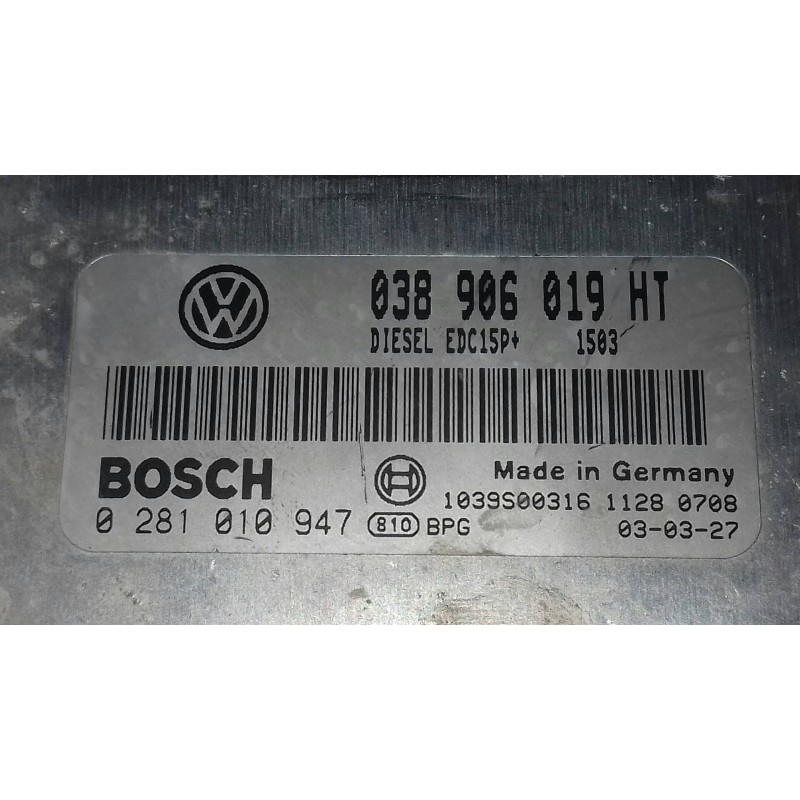 038 906 019 HT
DIESEL EDC15P+ 1503
BOSCH
Made in Germany
1039S00316 1128 0708
0 281 010 947 810 BPG 03-03-27